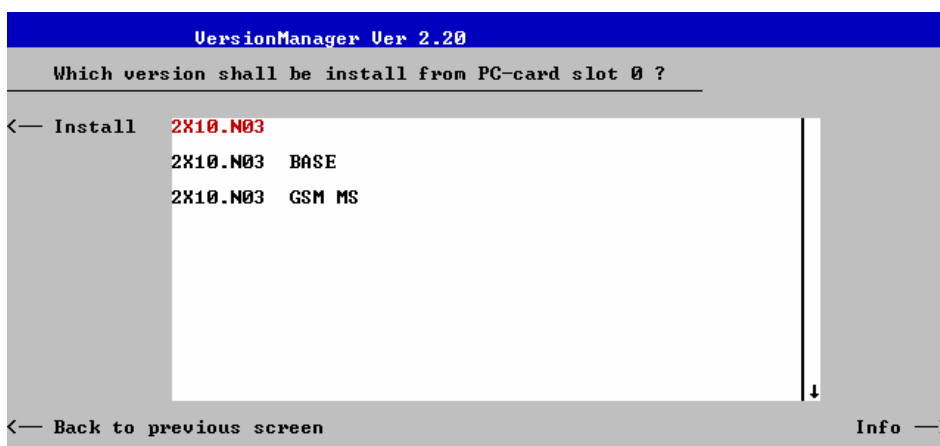 VersionManager Ver 2.20
Which version shall be install from PC-card slot 0 ?
<— Install 2X10.N03
2X10.N03 BASE
2X10.N03 GSM MS
↓
<— Back to previous screen Info —